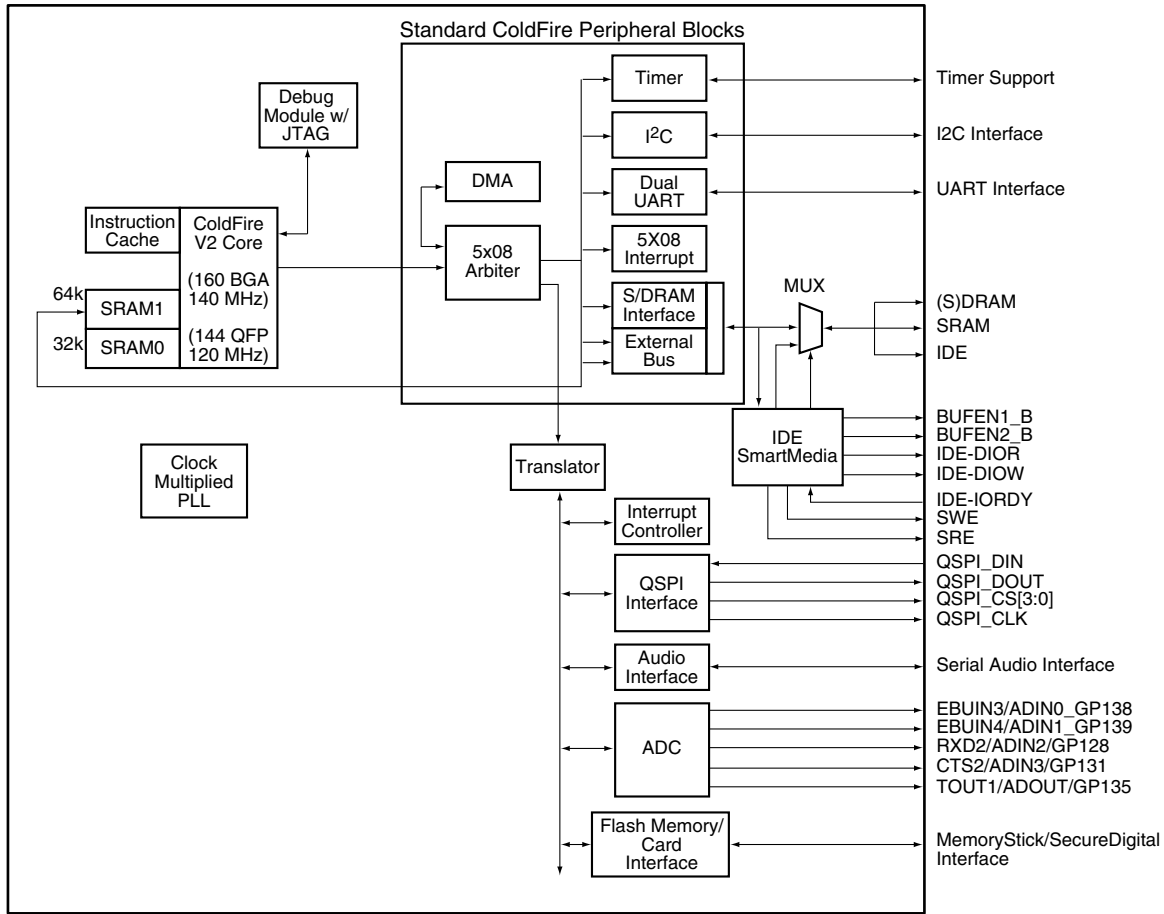 Standard ColdFire Peripheral Blocks
Debug
Module w/
JTAG
Instruction
Cache
ColdFire
V2 Core
(160 BGA
140 MHz)
(144 QFP
120 MHz)
64k
SRAM1
32k
SRAM0
Clock
Multiplied
PLL
DMA
5x08
Arbiter
Timer
I²C
Dual
UART
5X08
Interrupt
S/DRAM
Interface
External
Bus
MUX
IDE
SmartMedia
Translator
Interrupt
Controller
QSPI
Interface
Audio
Interface
ADC
Flash Memory/
Card
Interface
Timer Support
I2C Interface
UART Interface
(S)DRAM
SRAM
IDE
BUFEN1_B
BUFEN2_B
IDE-DIOR
IDE-DIOW
IDE-IORDY
SWE
SRE
QSPI_DIN
QSPI_DOUT
QSPI_CS[3:0]
QSPI_CLK
Serial Audio Interface
EBUIN3/ADIN0_GP138
EBUIN4/ADIN1_GP139
RXD2/ADIN2/GP128
CTS2/ADIN3/GP131
TOUT1/ADOUT/GP135
MemoryStick/SecureDigital
Interface